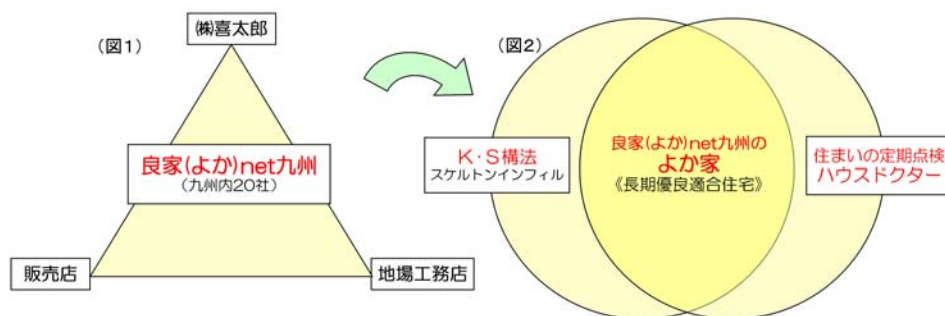 (図1)
㈱喜太郎
良家(よか)net九州
(九州内20社)
販売店
地場工務店
(図2)
K・S構法
スケルトンインフィル
良家(よか)net九州の
よか家
《長期優良適合住宅》
住まいの定期点検
ハウスドクター